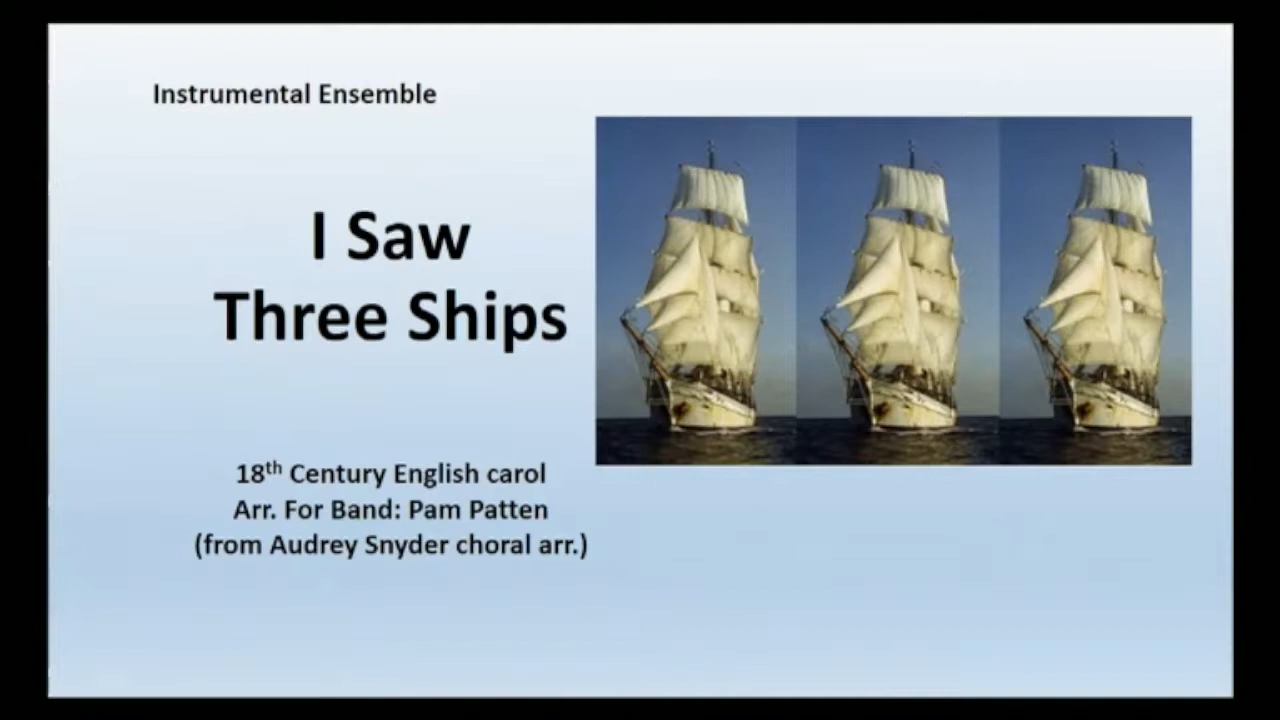 Instrumental Ensemble
I Saw
Three Ships
18th Century English carol
Arr. For Band: Pam Patten
(from Audrey Snyder choral arr.)